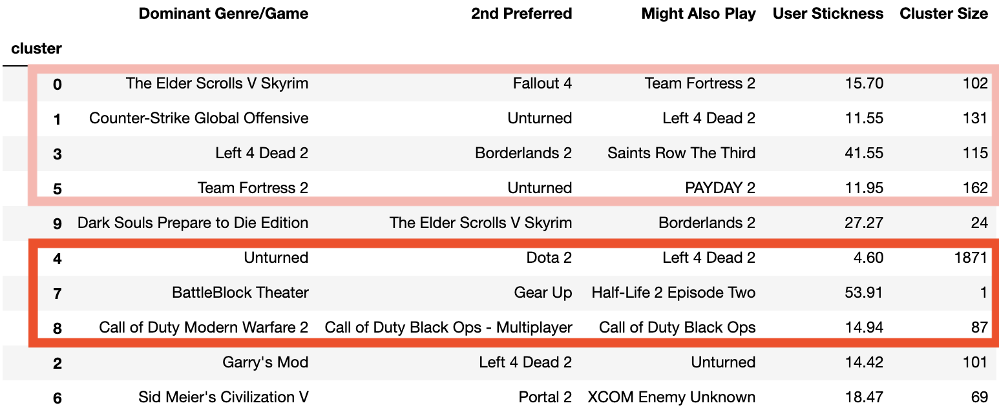 Dominant Genre/Game 2nd Preferred Might Also Play User Stickness Cluster Size
cluster
0 The Elder Scrolls V Skyrim Fallout 4 Team Fortress 2 15.70 102
1 Counter-Strike Global Offensive Unturned Left 4 Dead 2 11.55 131
3 Left 4 Dead 2 Borderlands 2 Saints Row The Third 41.55 115
5 Team Fortress 2 Unturned PAYDAY 2 11.95 162
9 Dark Souls Prepare to Die Edition The Elder Scrolls V Skyrim Borderlands 2 27.27 24
4 Unturned Dota 2 Left 4 Dead 2 4.60 1871
7 BattleBlock Theater Gear Up Half-Life 2 Episode Two 53.91 1
8 Call of Duty Modern Warfare 2 Call of Duty Black Ops - Multiplayer Call of Duty Black Ops 14.94 87
2 Garry's Mod Left 4 Dead 2 Unturned 14.42 101
6 Sid Meier's Civilization V Portal 2 XCOM Enemy Unknown 18.47 69